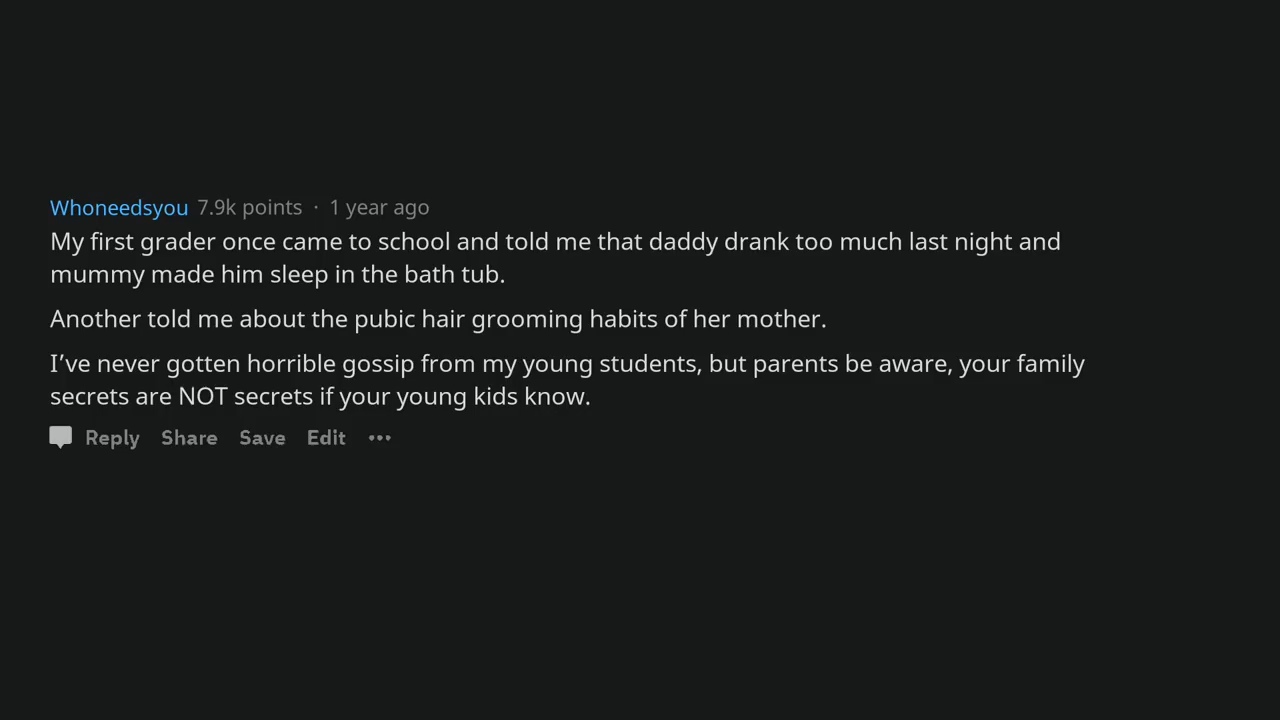 Whoneedsyou 7.9k points · 1 year ago
My first grader once came to school and told me that daddy drank too much last night and
mummy made him sleep in the bath tub.
Another told me about the pubic hair grooming habits of her mother.
I’ve never gotten horrible gossip from my young students, but parents be aware, your family
secrets are NOT secrets if your young kids know.
Reply Share Save Edit •••